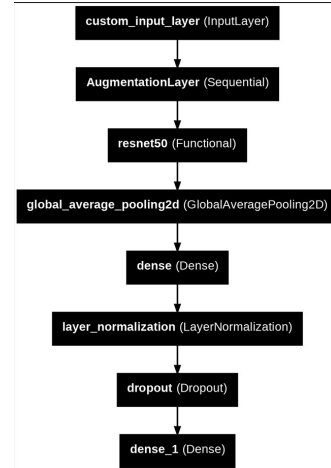 custom_input_layer (InputLayer)
AugmentationLayer (Sequential)
resnet50 (Functional)
global_average_pooling2d (GlobalAveragePooling2D)
dense (Dense)
layer_normalization (LayerNormalization)
dropout (Dropout)
dense_1 (Dense)